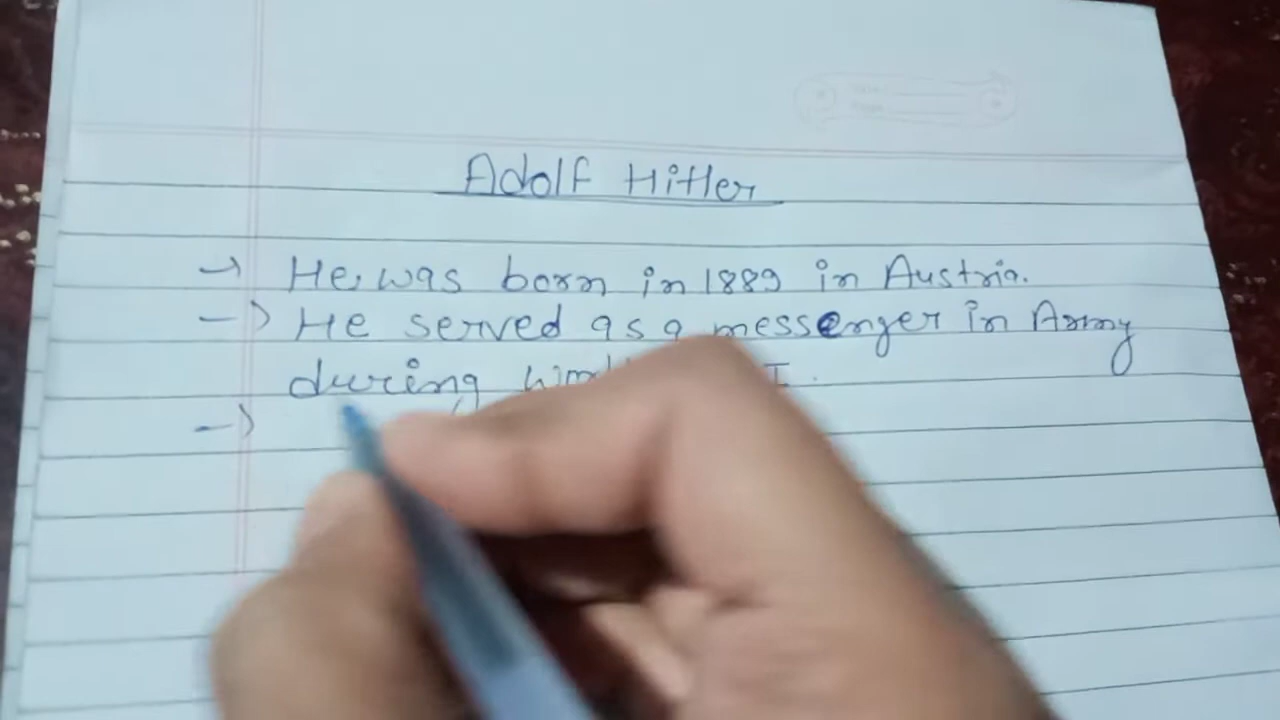 Adolf Hitler
→ He was born in 1889 in Austria.
→ He served as a messenger in Army
during I.
→